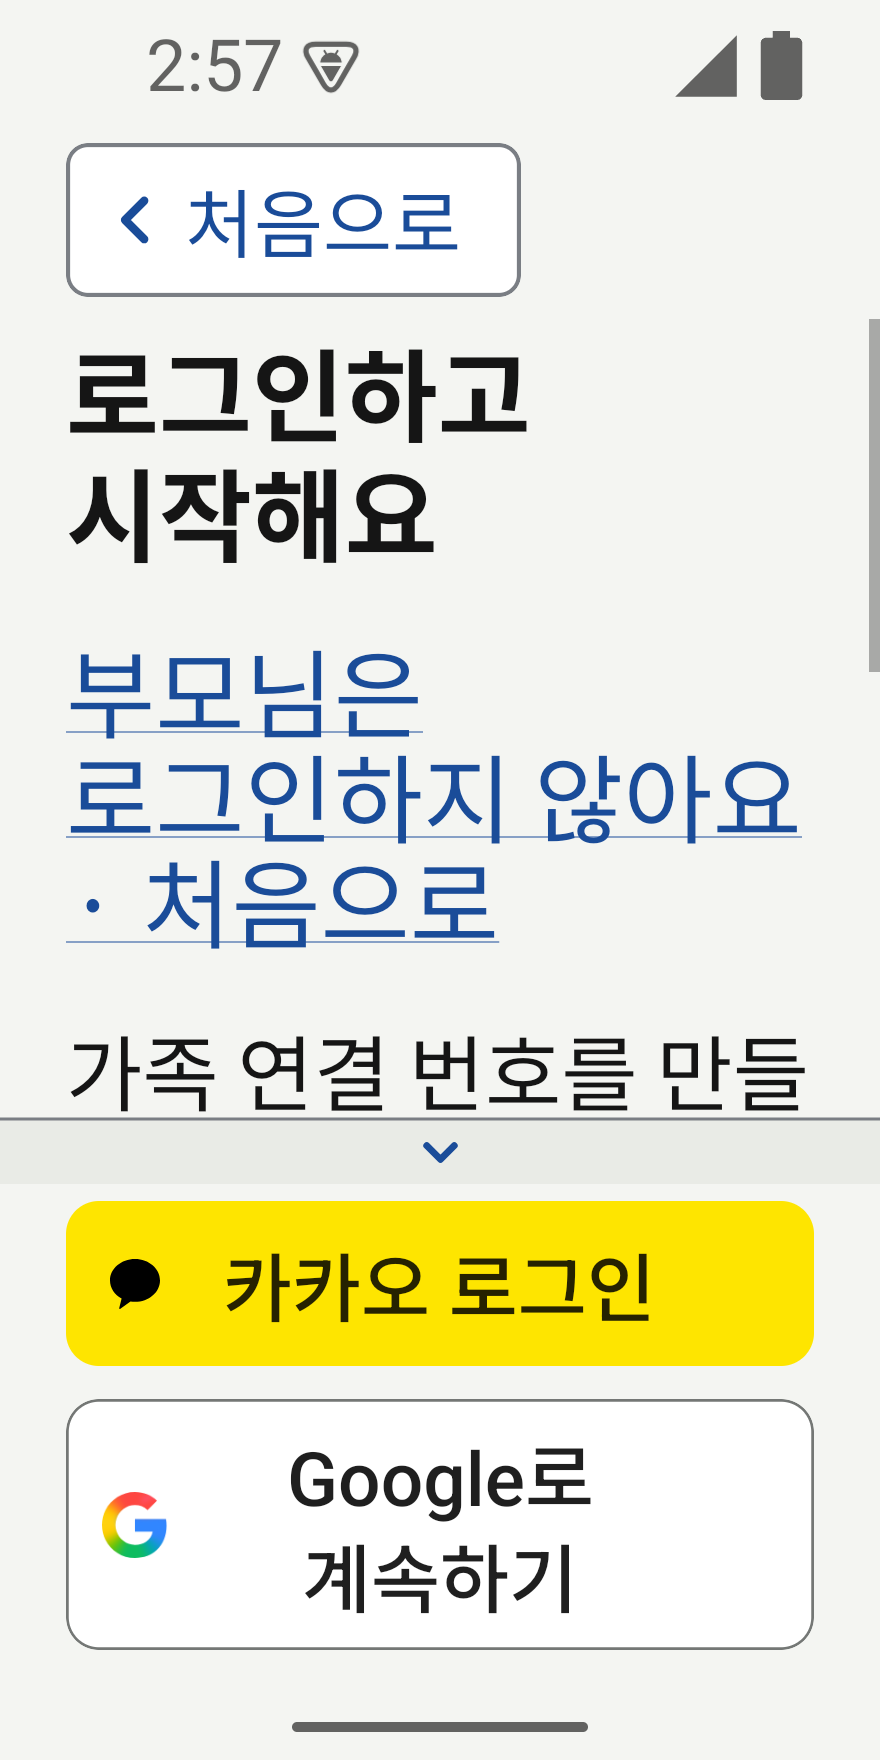 2:57
처음으로
로그인하고
시작해요
부모님은
로그인하지 않아요
· 처음으로
가족 연결 번호를 만들
카카오 로그인
Google로
계속하기